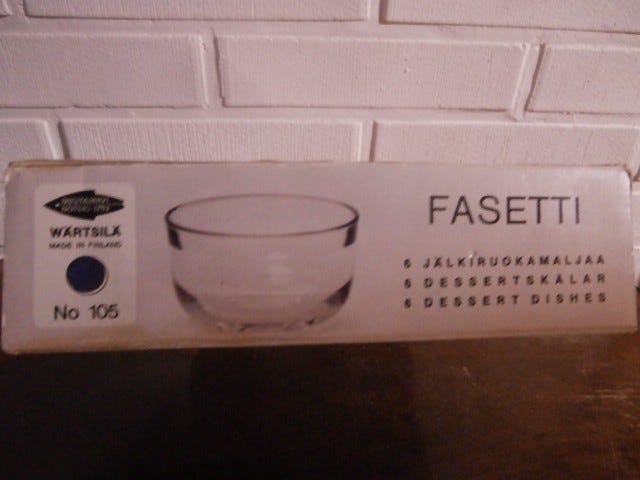 WÄRTSILÄ
MADE IN FINLAND
No 105
FASETTI
6 JÄLKIRUOKAMALJAA
6 DESSERTSKÅLAR
6 DESSERT DISHES